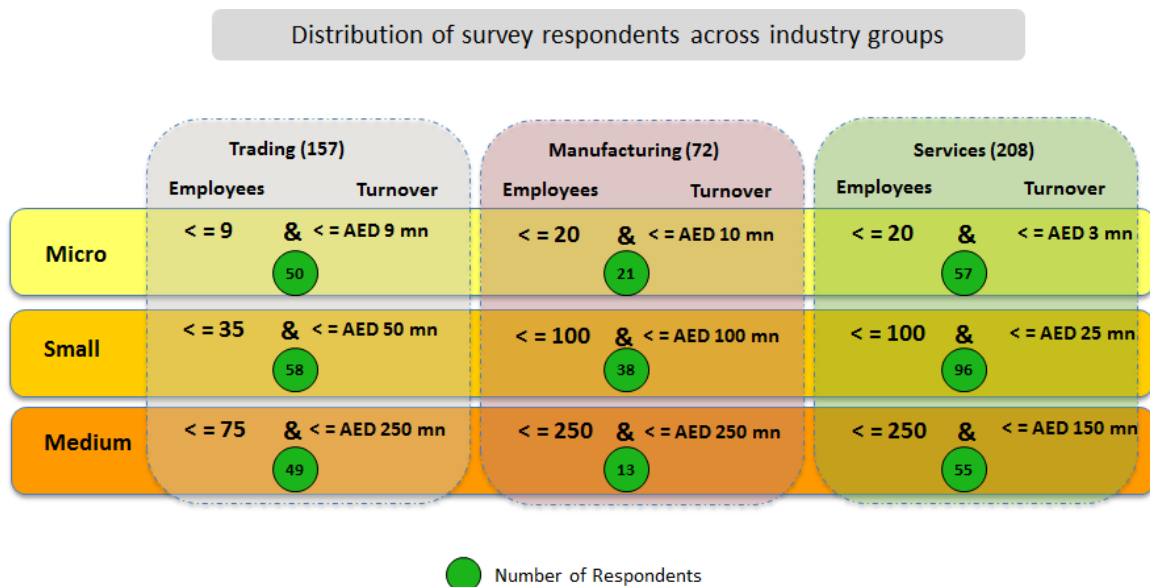 Distribution of survey respondents across industry groups
Trading (157) Manufacturing (72) Services (208)
Employees Turnover Employees Turnover Employees Turnover
Micro < = 9 & < = AED 9 mn < = 20 & < = AED 10 mn < = 20 & < = AED 3 mn
50 21 57
Small < = 35 & < = AED 50 mn < = 100 & < = AED 100 mn < = 100 & < = AED 25 mn
58 38 96
Medium < = 75 & < = AED 250 mn < = 250 & < = AED 250 mn < = 250 & < = AED 150 mn
49 13 55
Number of Respondents